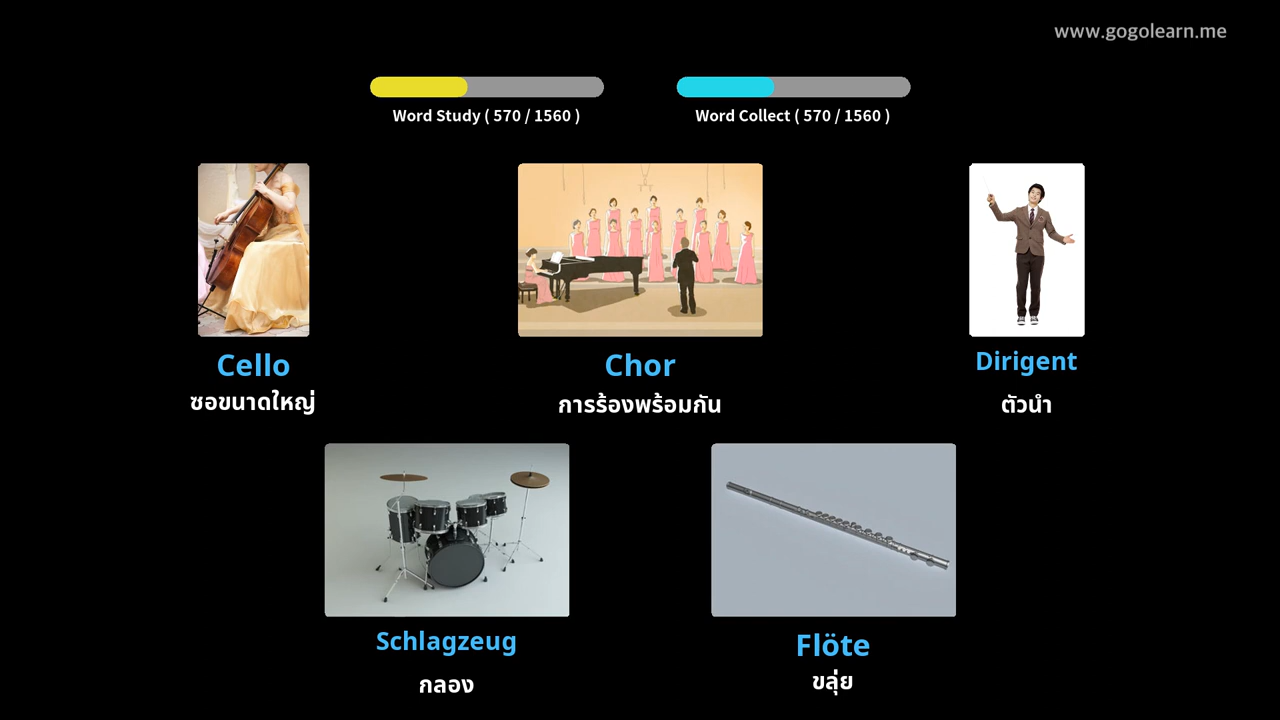 www.gogolearn.me
Word Study ( 570 / 1560 )
Word Collect ( 570 / 1560 )
Cello
ซอขนาดใหญ่
Chor
การร้องพร้อมกัน
Dirigent
ตัวนำ
Schlagzeug
กลอง
Flöte
ขลุ่ย